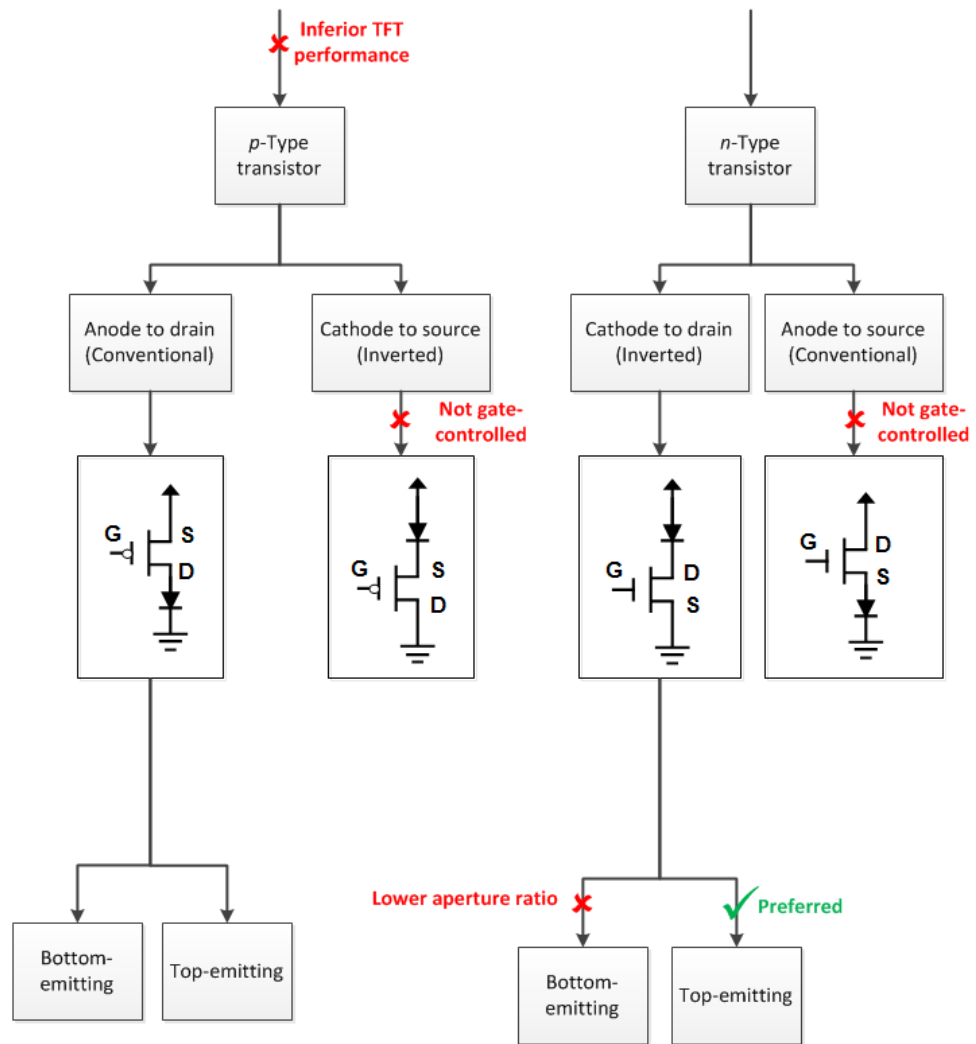 Inferior TFT
performance
p-Type
transistor
n-Type
transistor
Anode to drain
(Conventional)
Cathode to source
(Inverted)
Cathode to drain
(Inverted)
Anode to source
(Conventional)
Not gate-
controlled
Not gate-
controlled
G
S
D
G
S
D
G
D
S
G
D
S
Lower aperture ratio
Preferred
Bottom-
emitting
Top-emitting
Bottom-
emitting
Top-emitting